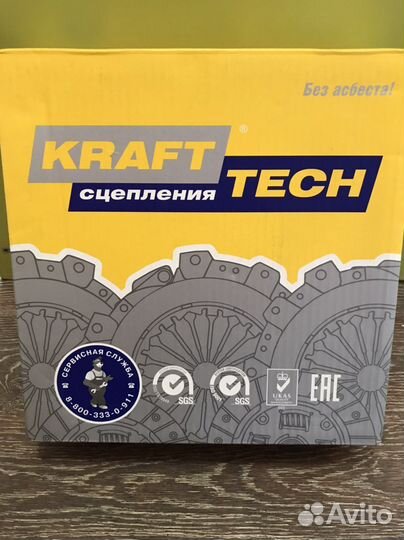 Без асбеста!
KRAFT
®
сцепления
TECH
СЕРВИСНАЯ СЛУЖБА
8-800-333-0-911
SGS
SGS
UKAS
EAC
Avito